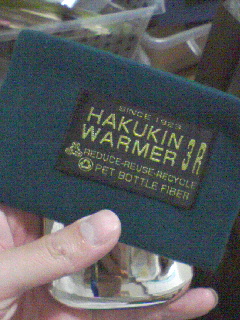 SINCE 1923
HAKUKIN
WARMER 3R
REDUCE·REUSE·RECYCLE
PET BOTTLE FIBER